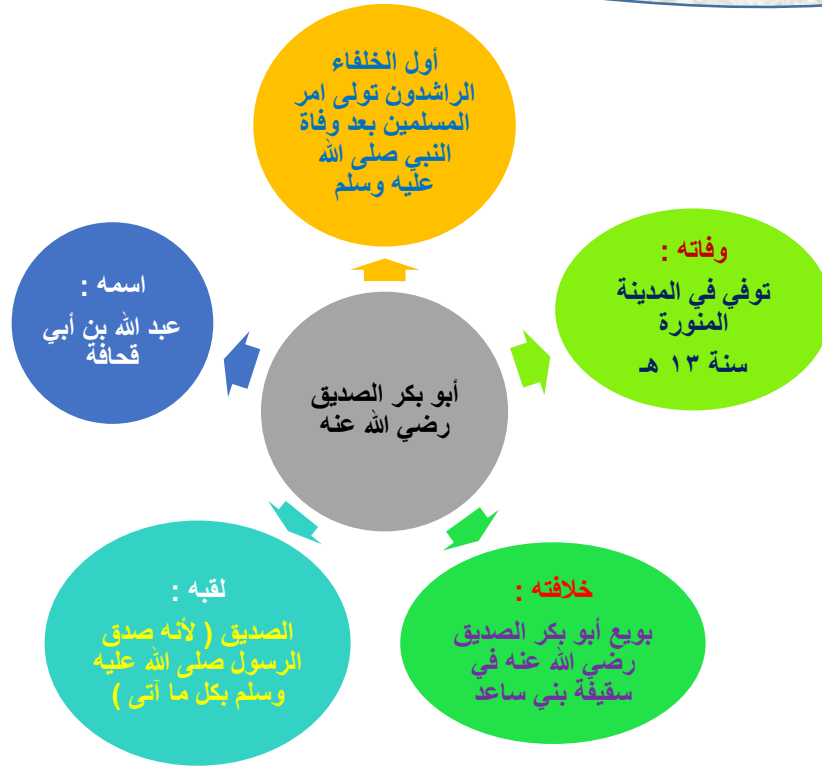 أول الخلفاء
الراشدون تولى امر
المسلمين بعد وفاة
النبي صلى الله
عليه وسلم
وفاته :
توفي في المدينة
المنورة
سنة ١٣ هـ
اسمه :
عبد الله بن أبي
قحافة
أبو بكر الصديق
رضي الله عنه
خلافته :
بويع أبو بكر الصديق
رضي الله عنه في
سقيفة بني ساعد
لقبه :
الصديق ( لأنه صدق
الرسول صلى الله عليه
وسلم بكل ما آتى )